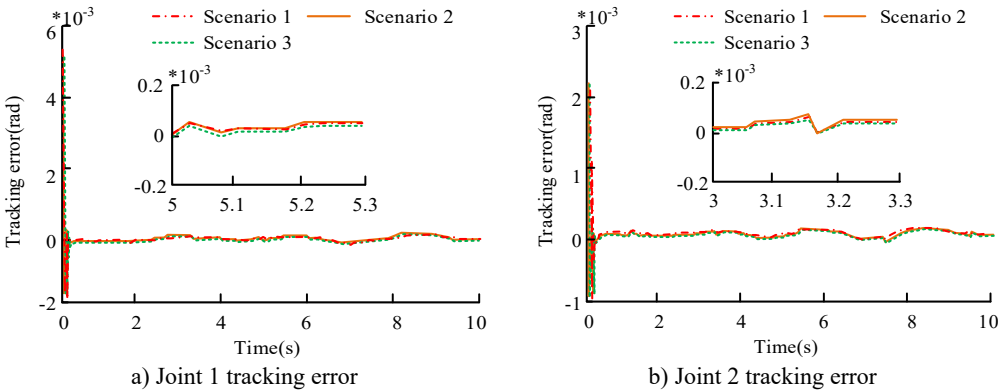 *10-3
Scenario 1 Scenario 2
Scenario 3
6
4
2
0
-2
Tracking error(rad)
*10-3
0.2
0
-0.2
5 5.1 5.2 5.3
0 2 4 6 8 10
Time(s)
a) Joint 1 tracking error
*10-3
Scenario 1 Scenario 2
Scenario 3
3
2
1
0
-1
Tracking error(rad)
*10-3
0.2
0
-0.2
3 3.1 3.2 3.3
0 2 4 6 8 10
Time(s)
b) Joint 2 tracking error